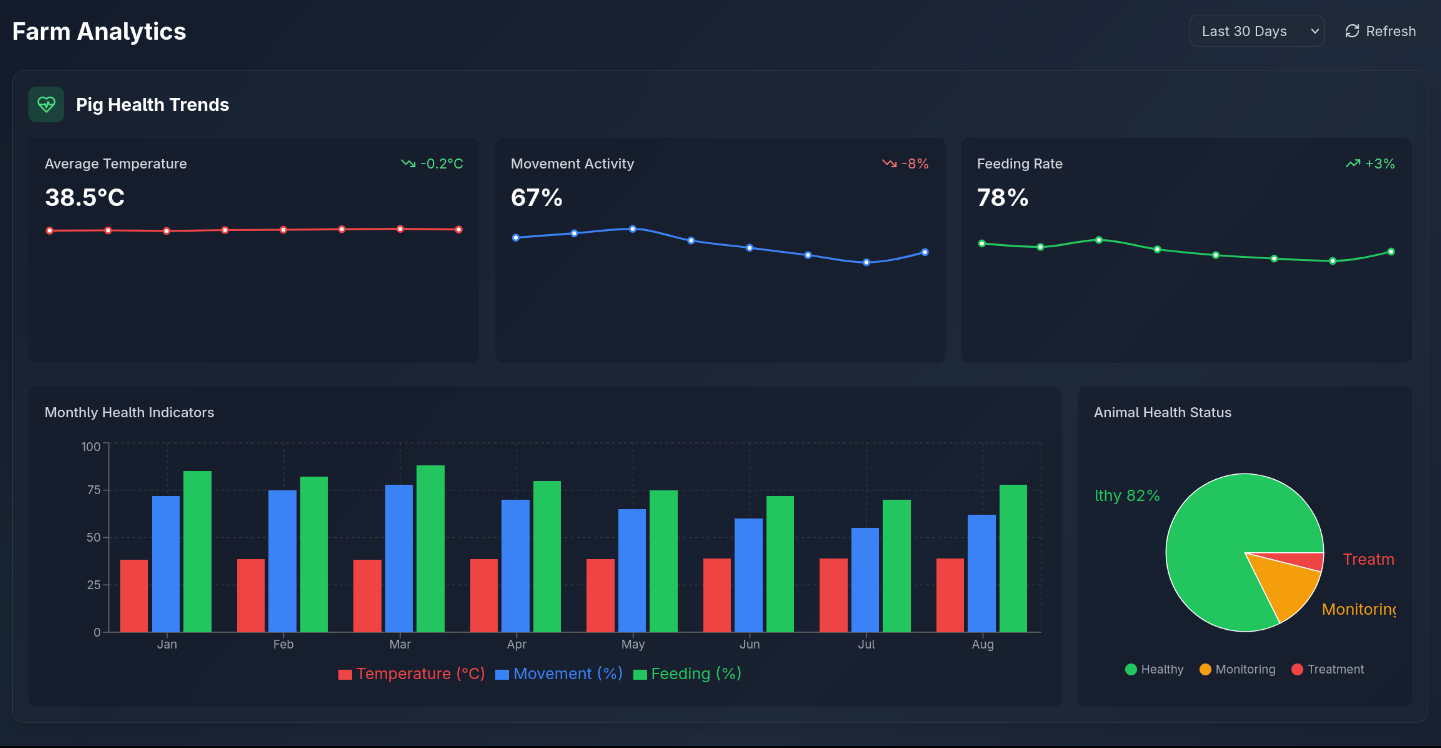 Farm Analytics
Last 30 Days
Refresh
Pig Health Trends
Average Temperature
-0.2°C
38.5°C
Movement Activity
-8%
67%
Feeding Rate
+3%
78%
Monthly Health Indicators
100
75
50
25
0
Jan Feb Mar Apr May Jun Jul Aug
Temperature (°C) Movement (%) Feeding (%)
Animal Health Status
lthy 82%
Treatm
Monitoring
Healthy Monitoring Treatment